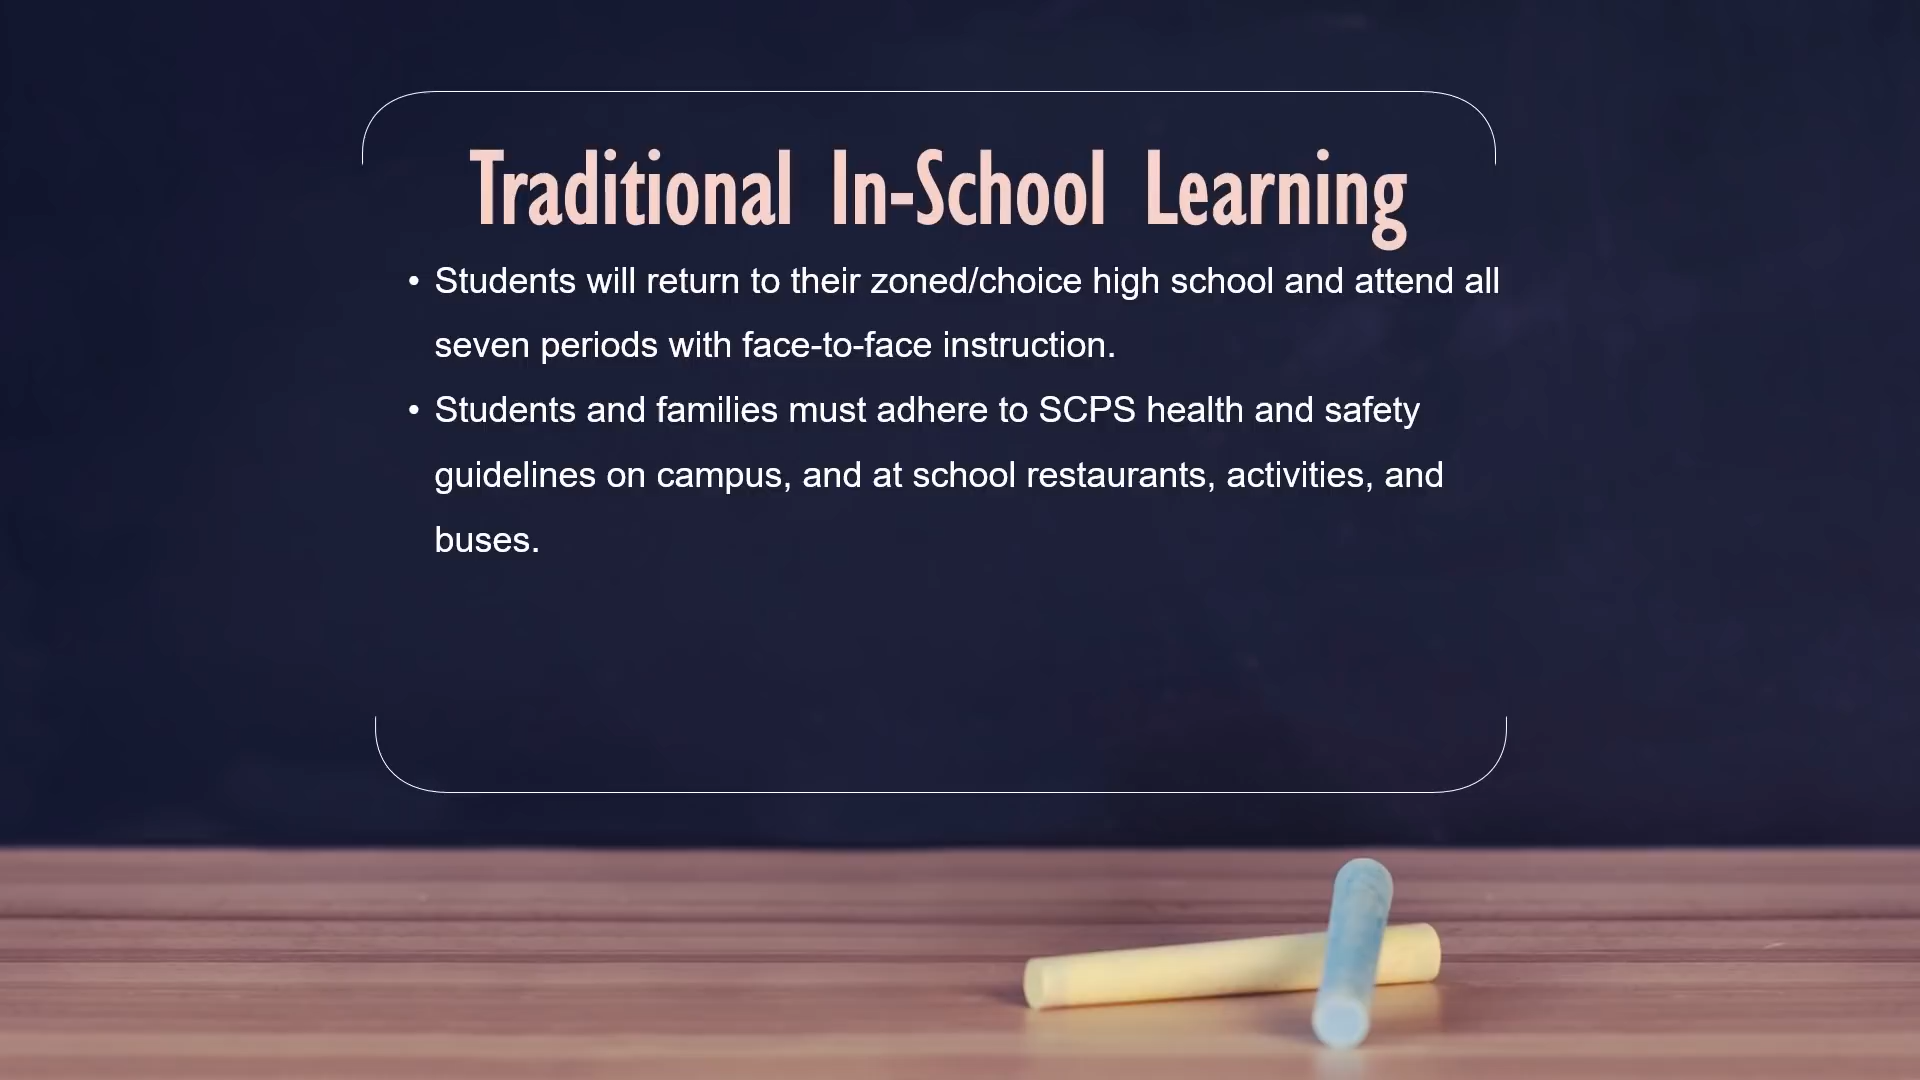 Traditional In-School Learning
• Students will return to their zoned/choice high school and attend all
seven periods with face-to-face instruction.
• Students and families must adhere to SCPS health and safety
guidelines on campus, and at school restaurants, activities, and
buses.